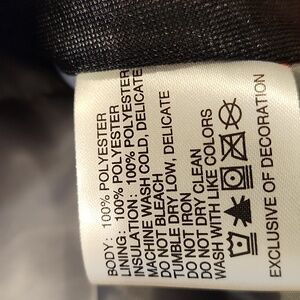 BODY: 100% POLYESTER
LINING: 100% POLYESTER
INSULATION: 100% POLYESTER
MACHINE WASH COLD, DELICATE
DO NOT BLEACH
TUMBLE DRY LOW, DELICATE
DO NOT IRON
DO NOT DRY CLEAN
WASH WITH LIKE COLORS
EXCLUSIVE OF DECORATION